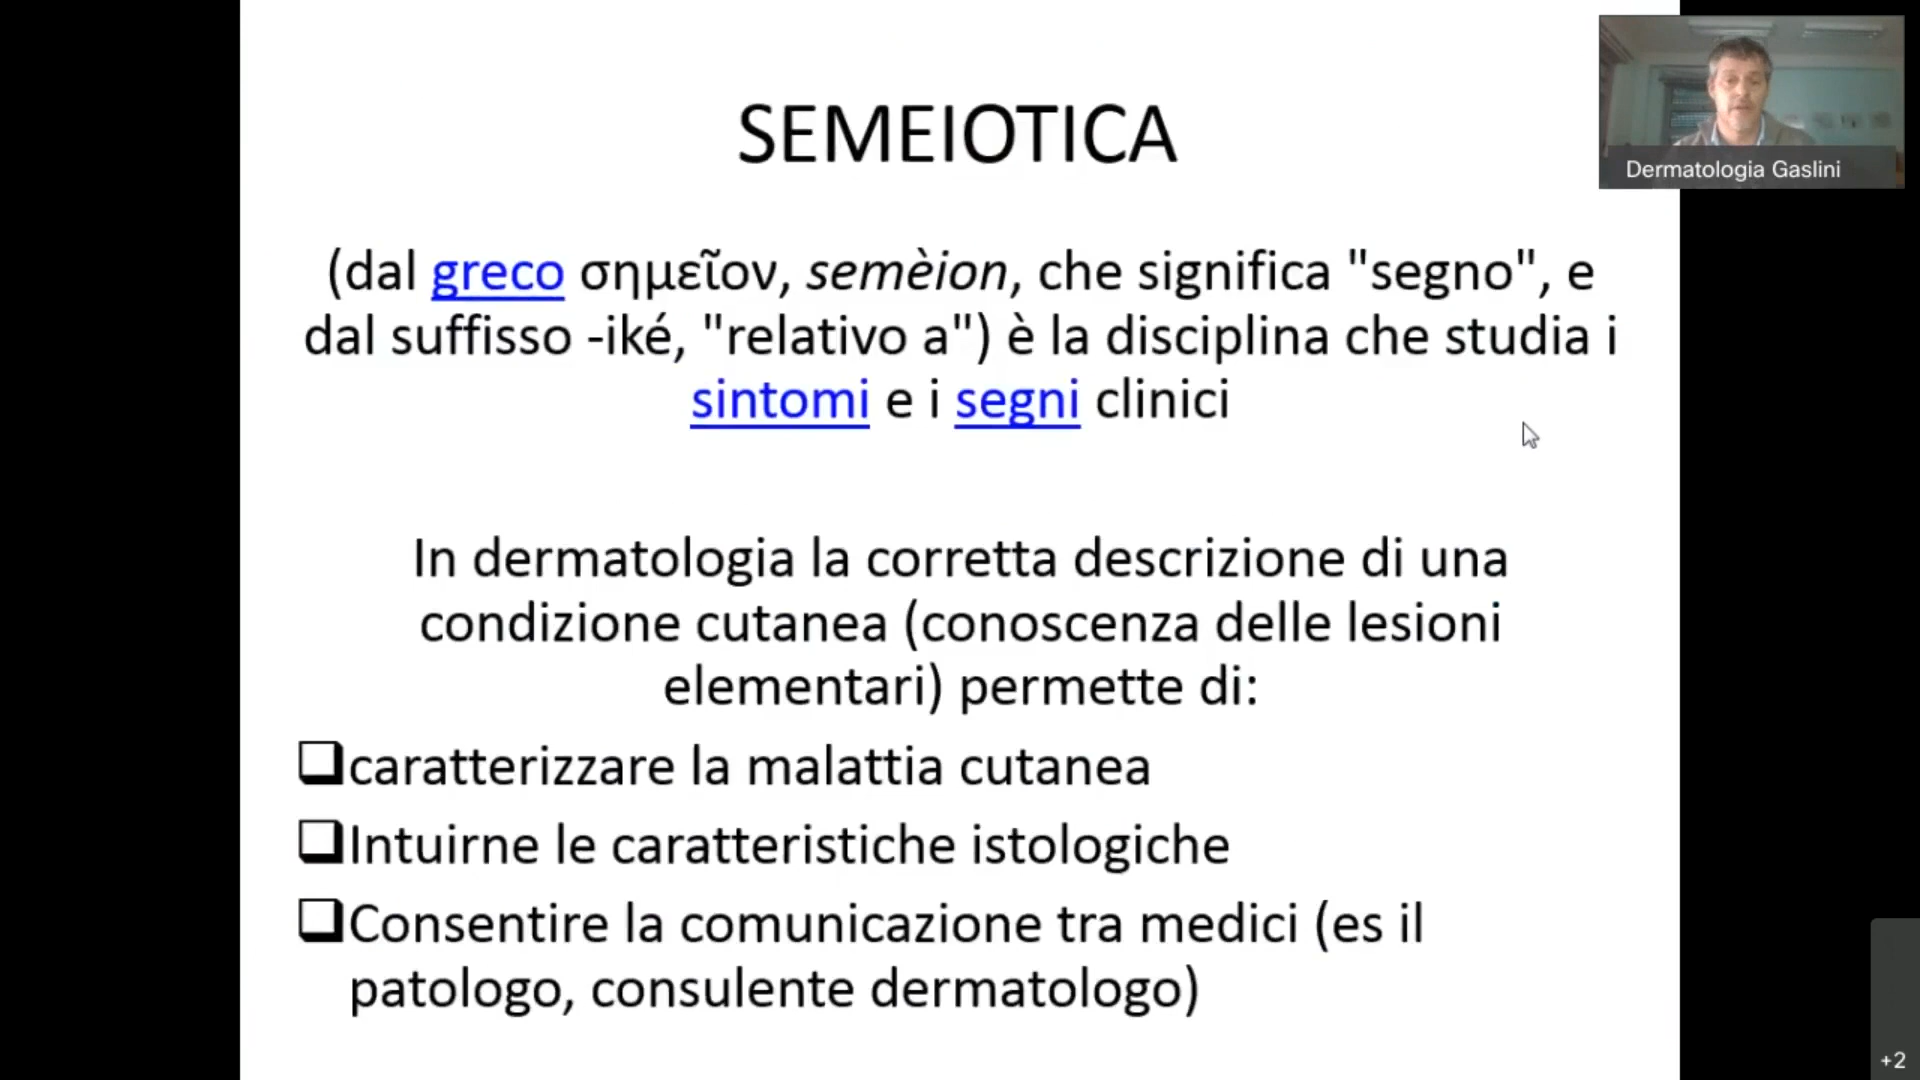 SEMEIOTICA
Dermatologia Gaslini
(dal greco σημεῖον, semèion, che significa "segno", e
dal suffisso -iké, "relativo a") è la disciplina che studia i
sintomi e i segni clinici
In dermatologia la corretta descrizione di una
condizione cutanea (conoscenza delle lesioni
elementari) permette di:
❑caratterizzare la malattia cutanea
❑Intuirne le caratteristiche istologiche
❑Consentire la comunicazione tra medici (es il
patologo, consulente dermatologo)
+2